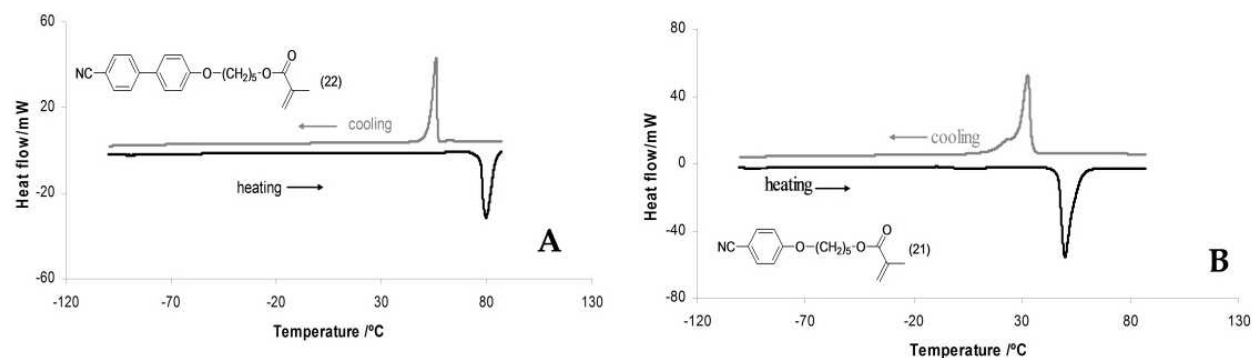 60
20
-20
-60
Heat flow/mW
NC
O
(CH₂)₅
O
O
(22)
cooling
heating
A
-120
-70
-20
30
80
130
Temperature /ºC
80
40
0
-40
-80
Heat flow/mW
cooling
heating
NC
O
(CH₂)₅
O
O
(21)
B
-120
-70
-20
30
80
130
Temperature /ºC